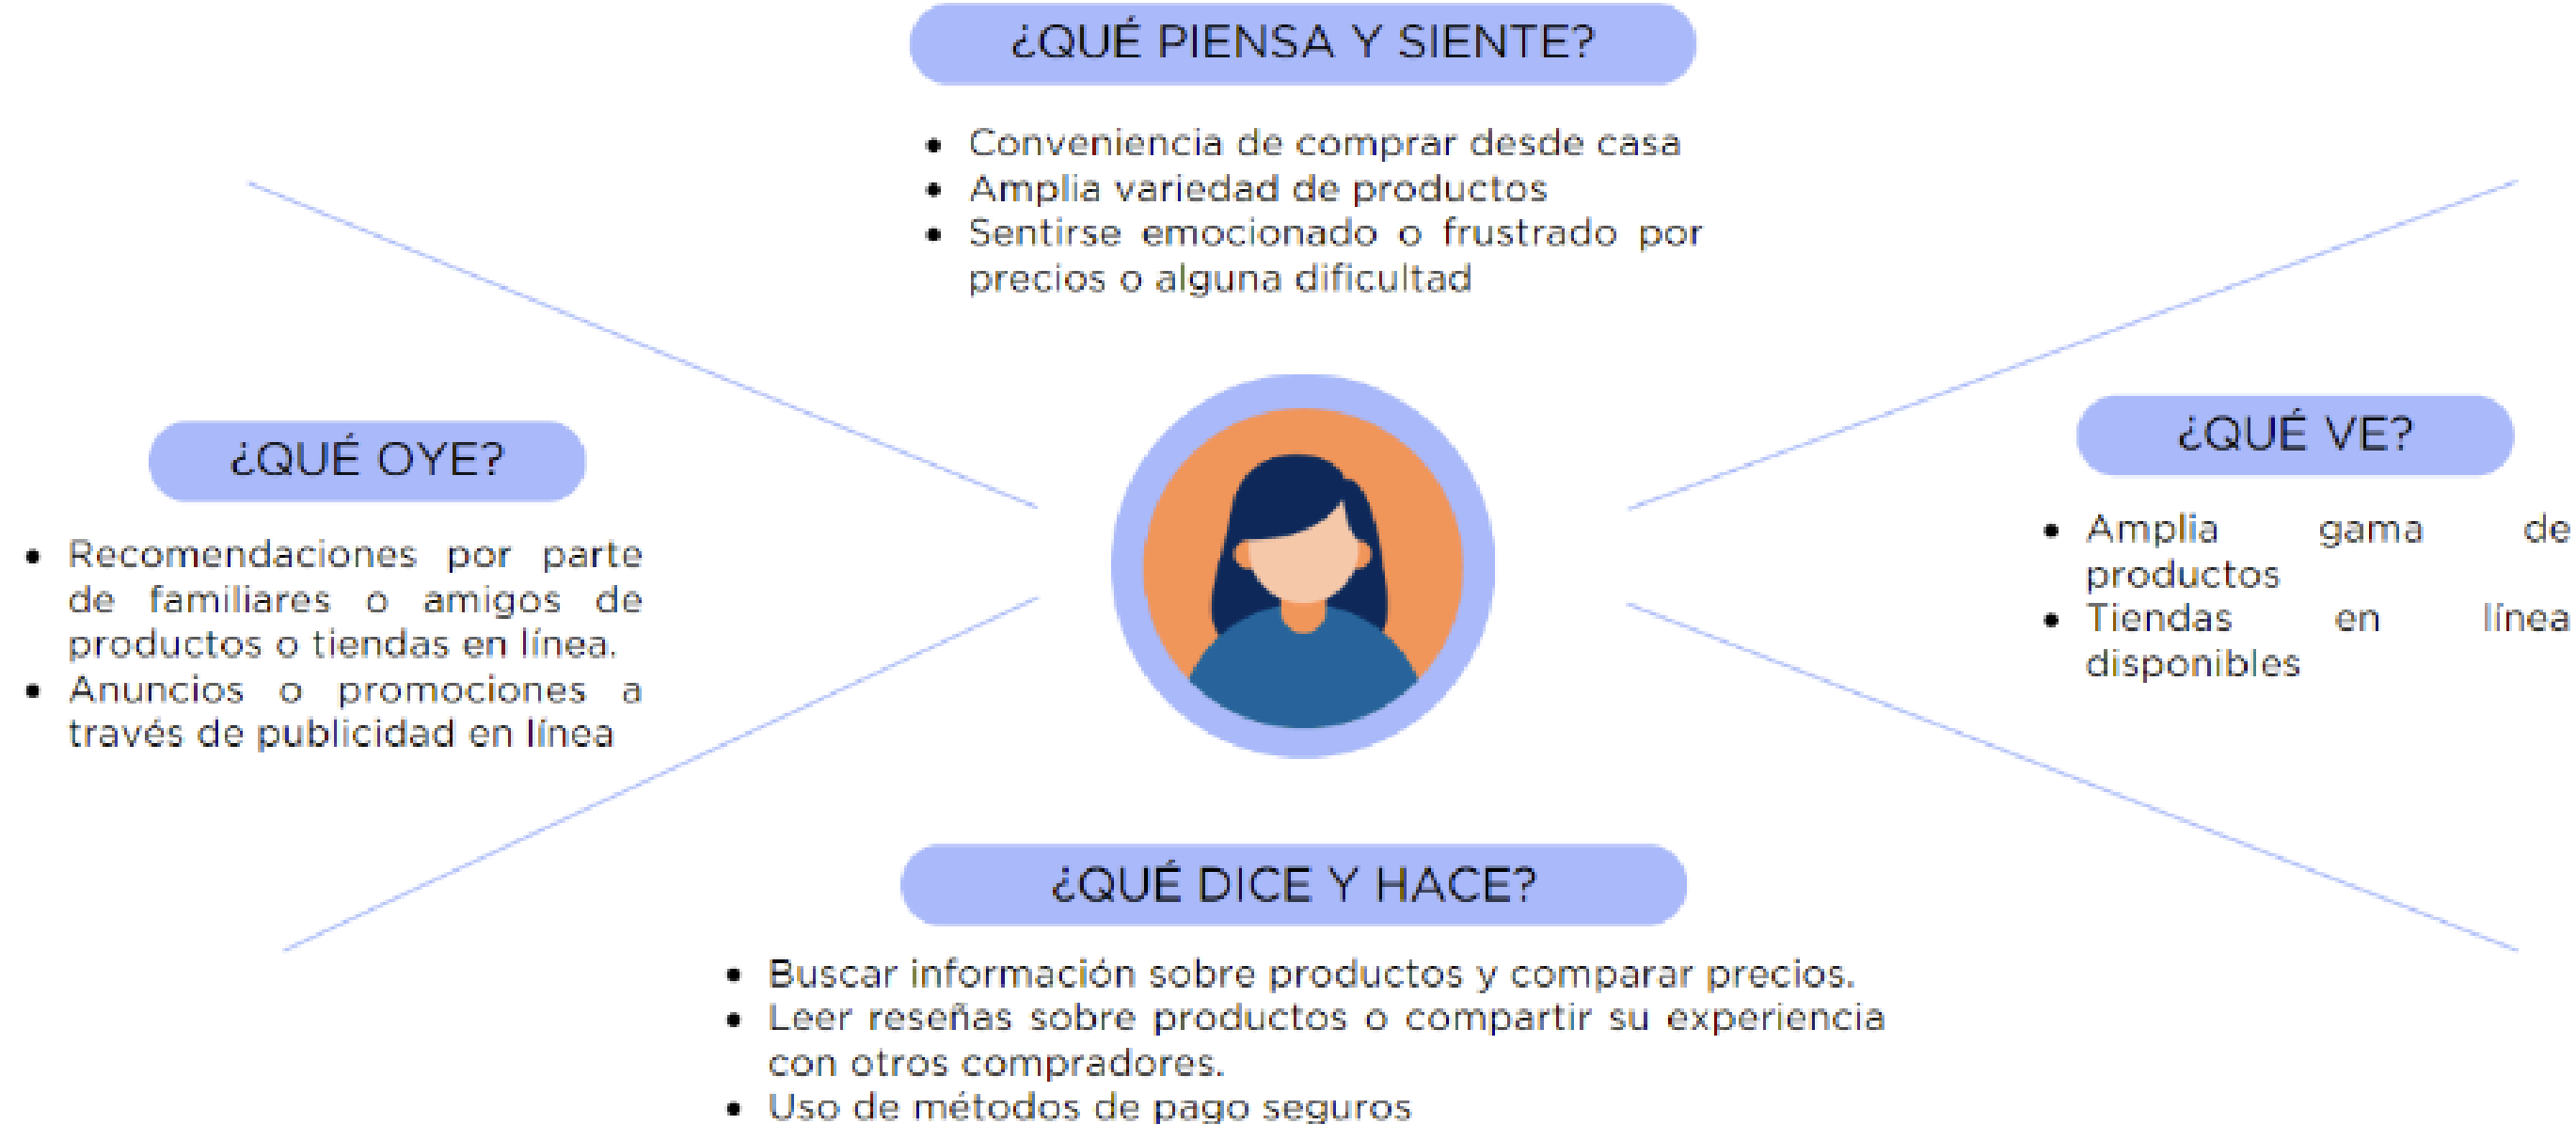 ¿QUÉ PIENSA Y SIENTE?
• Conveniencia de comprar desde casa
• Amplia variedad de productos
• Sentirse emocionado o frustrado por
precios o alguna dificultad
¿QUÉ OYE?
• Recomendaciones por parte
de familiares o amigos de
productos o tiendas en línea.
• Anuncios o promociones a
través de publicidad en línea
¿QUÉ VE?
• Amplia gama de
productos
• Tiendas en línea
disponibles
¿QUÉ DICE Y HACE?
• Buscar información sobre productos y comparar precios.
• Leer reseñas sobre productos o compartir su experiencia
con otros compradores.
• Uso de métodos de pago seguros